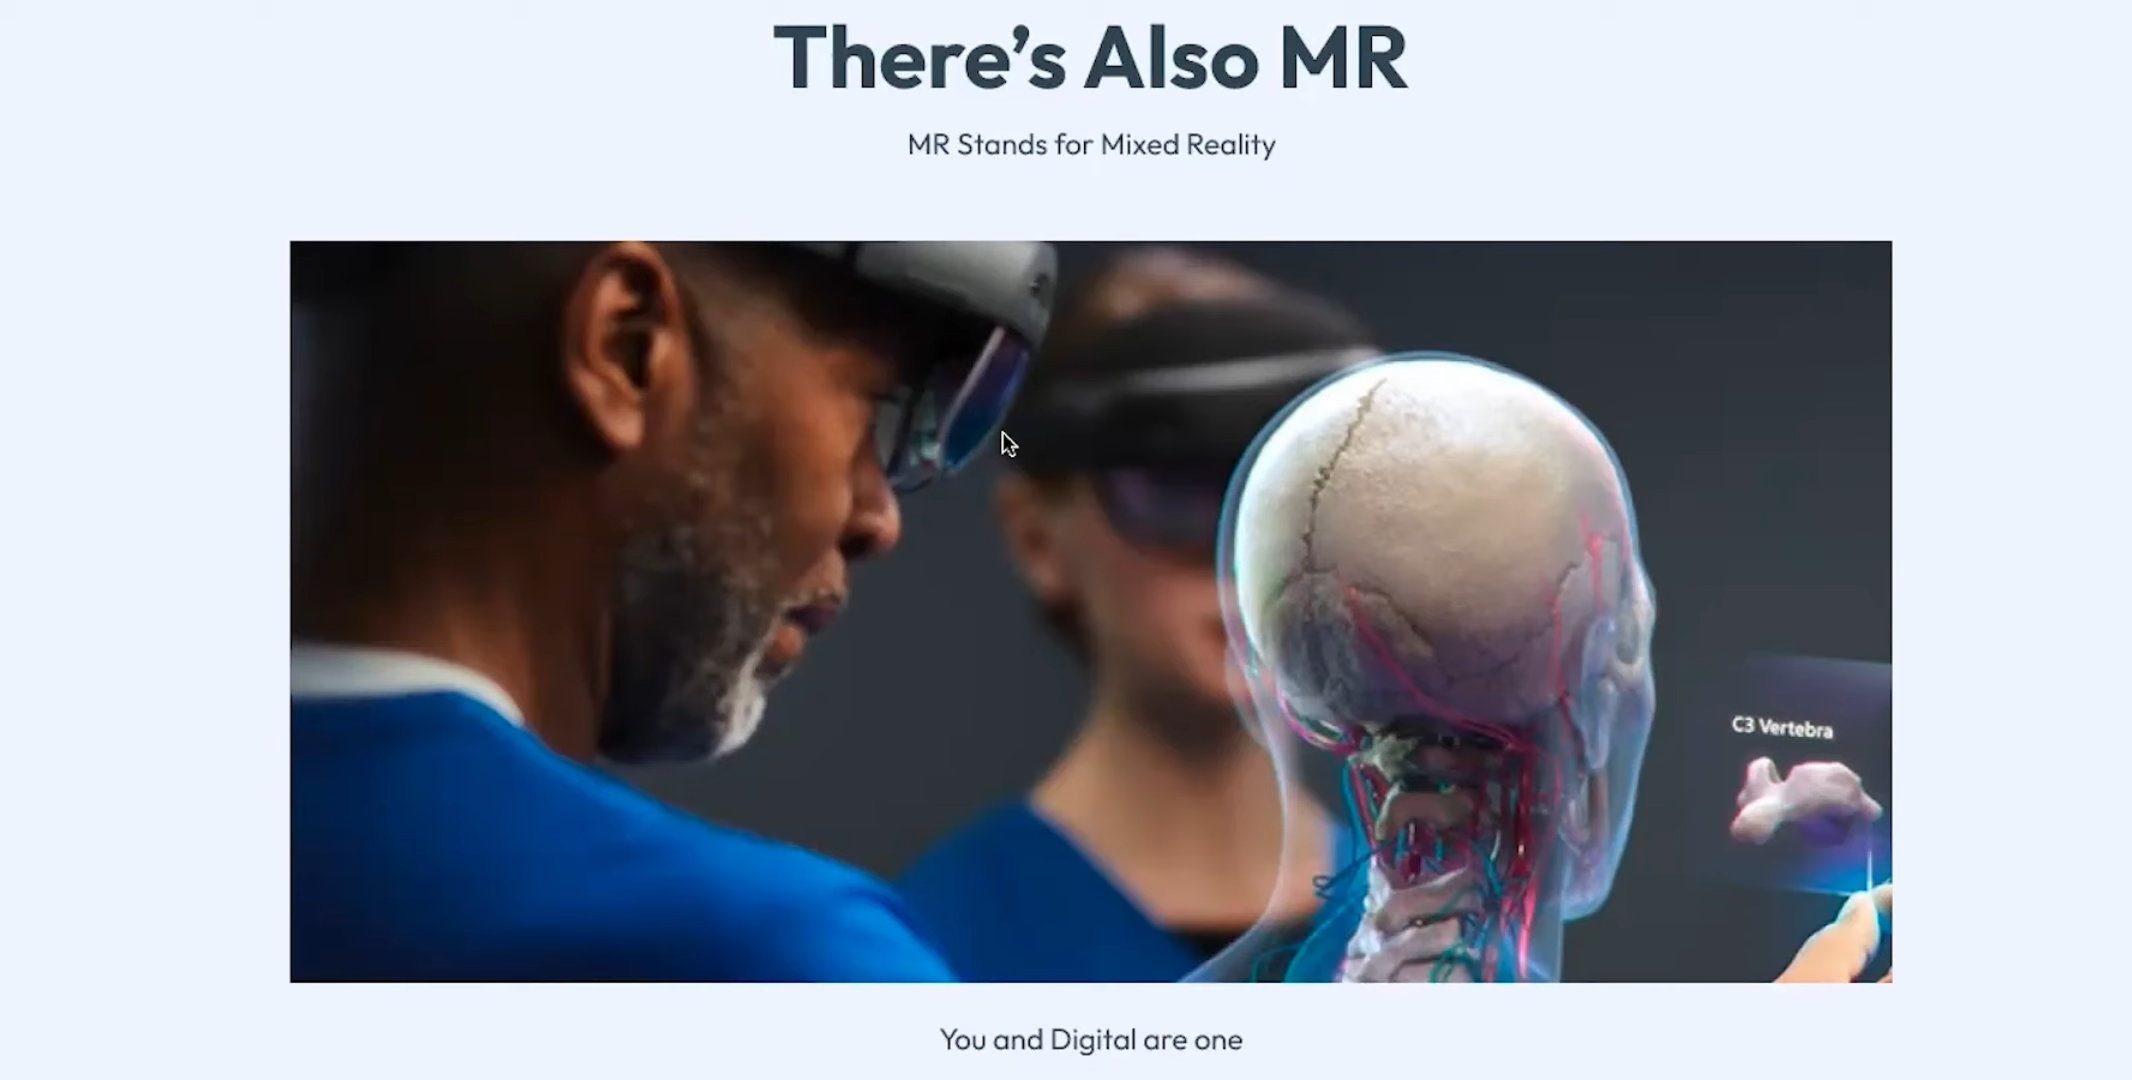 There’s Also MR
MR Stands for Mixed Reality
C3 Vertebra
You and Digital are one